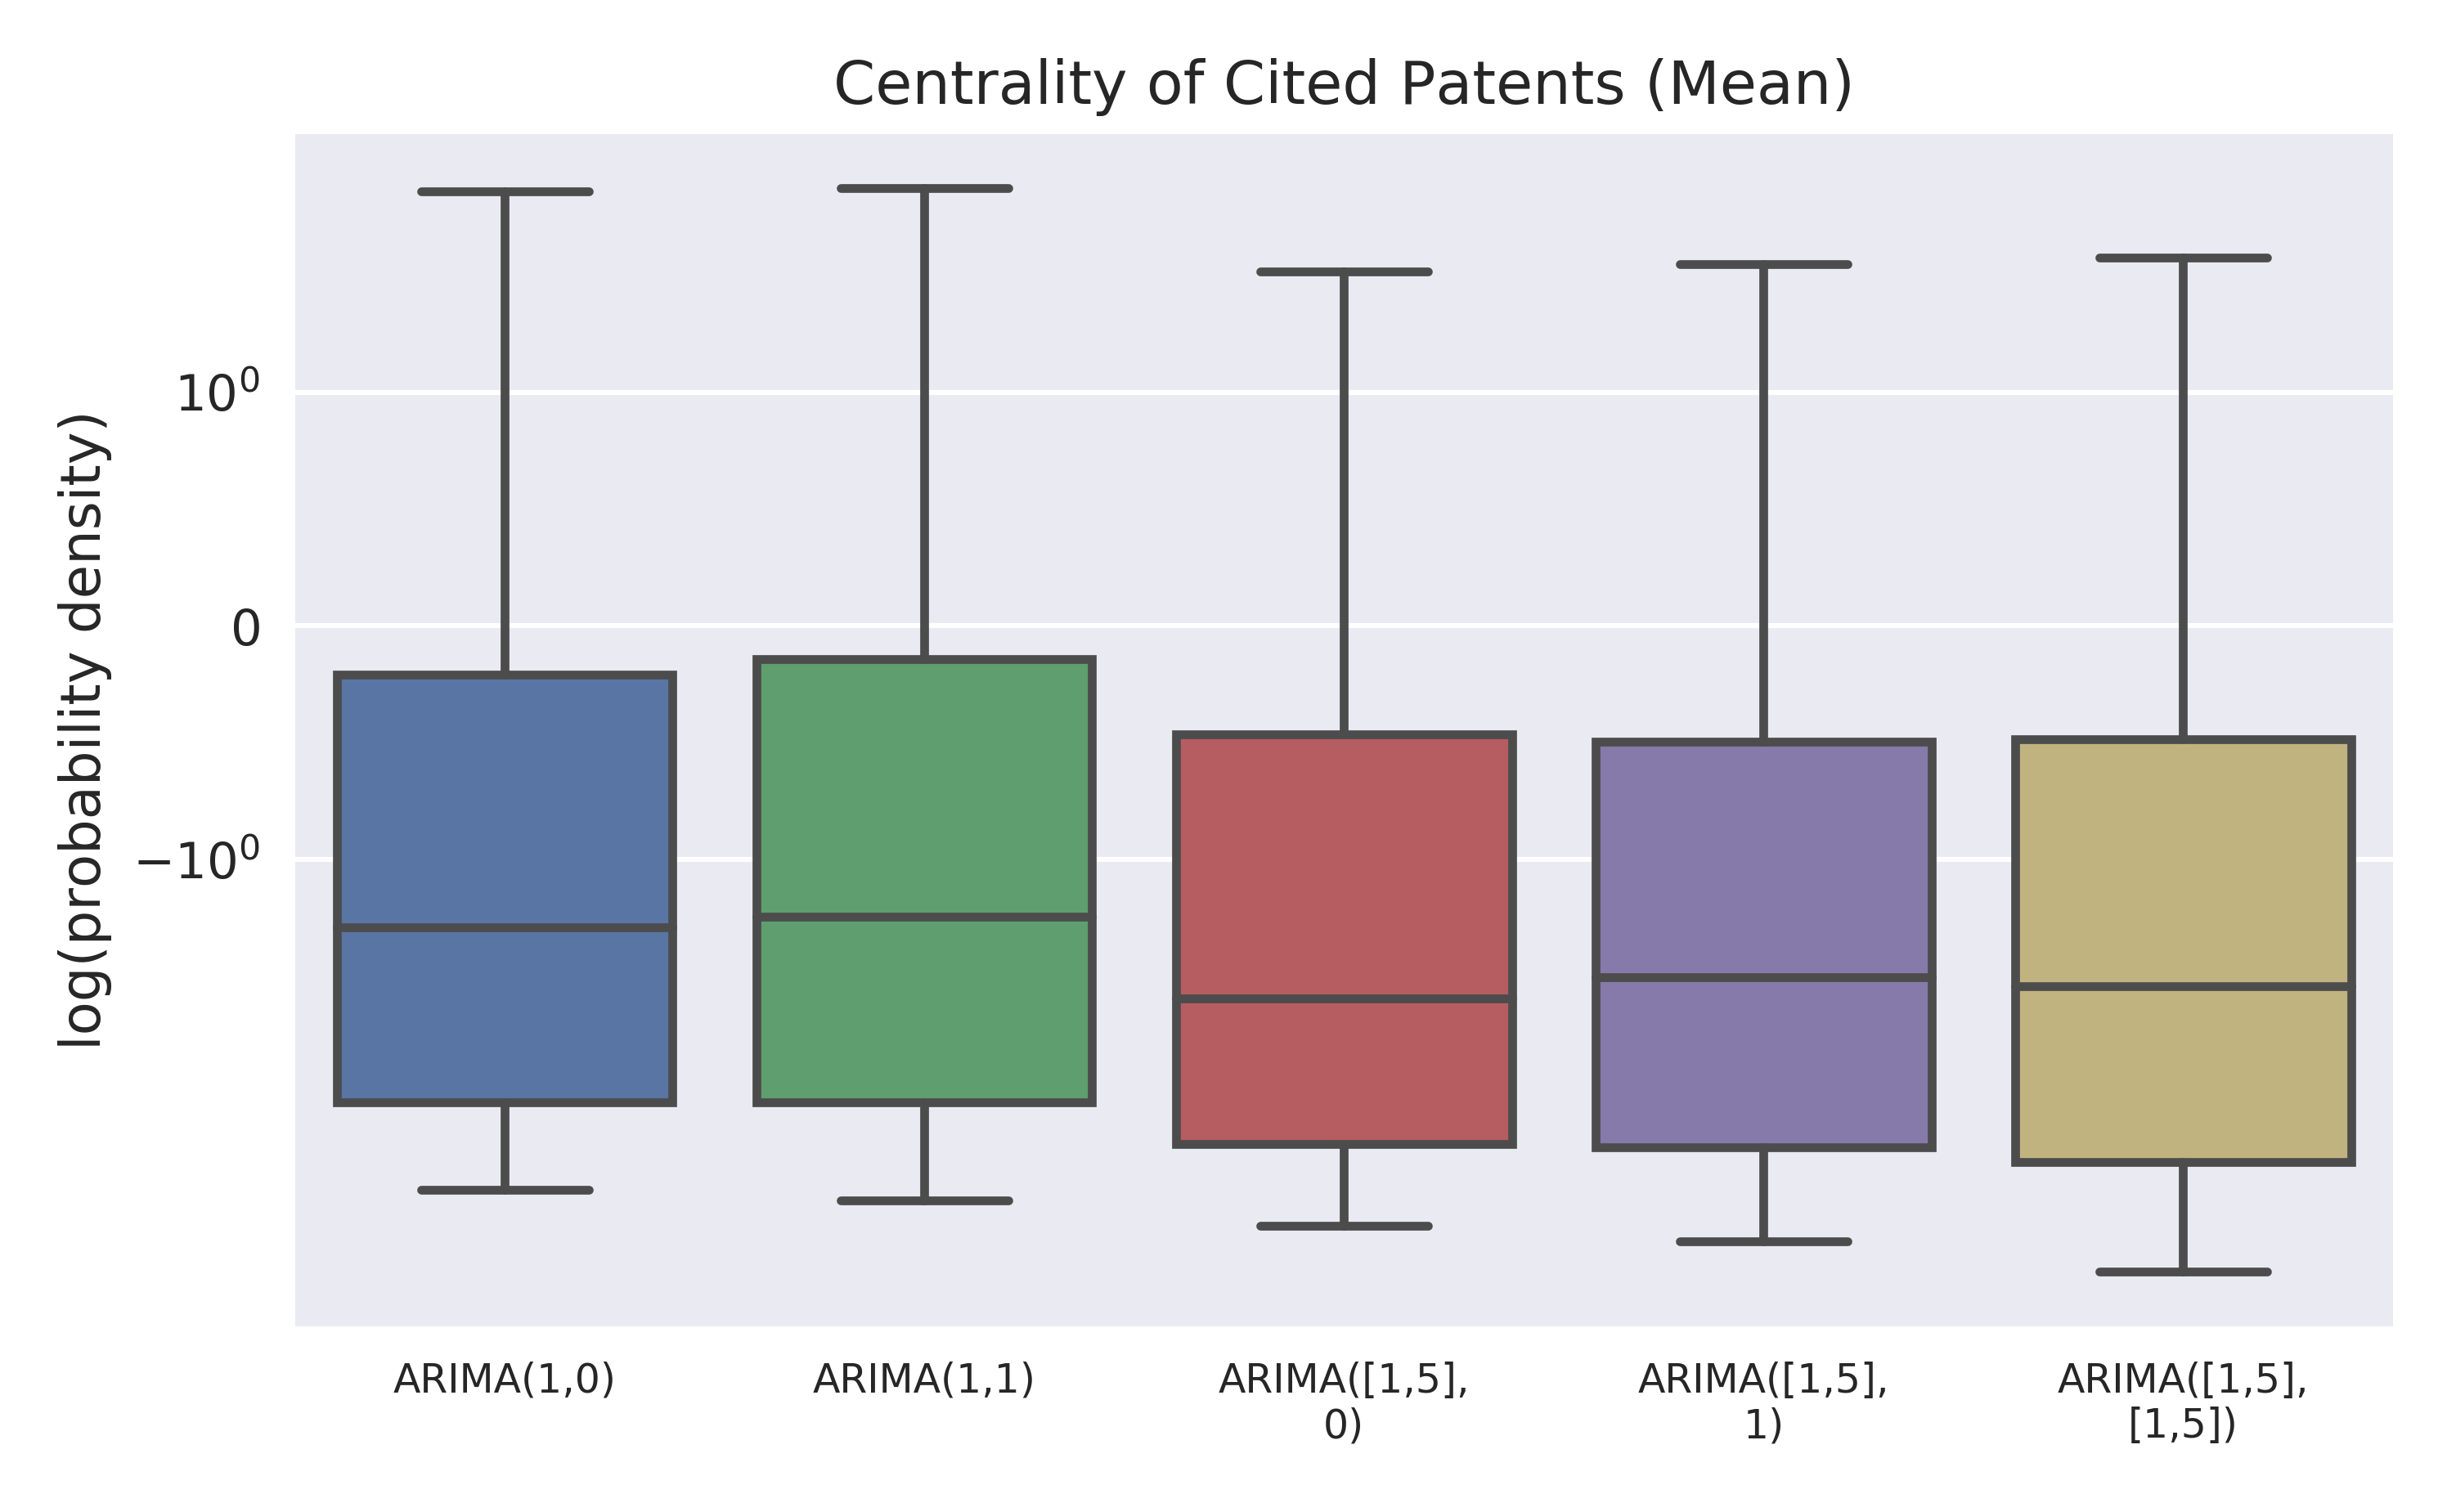 Centrality of Cited Patents (Mean)
log(probability density)
10⁰
0
−10⁰
ARIMA(1,0)
ARIMA(1,1)
ARIMA([1,5],
0)
ARIMA([1,5],
1)
ARIMA([1,5],
[1,5])